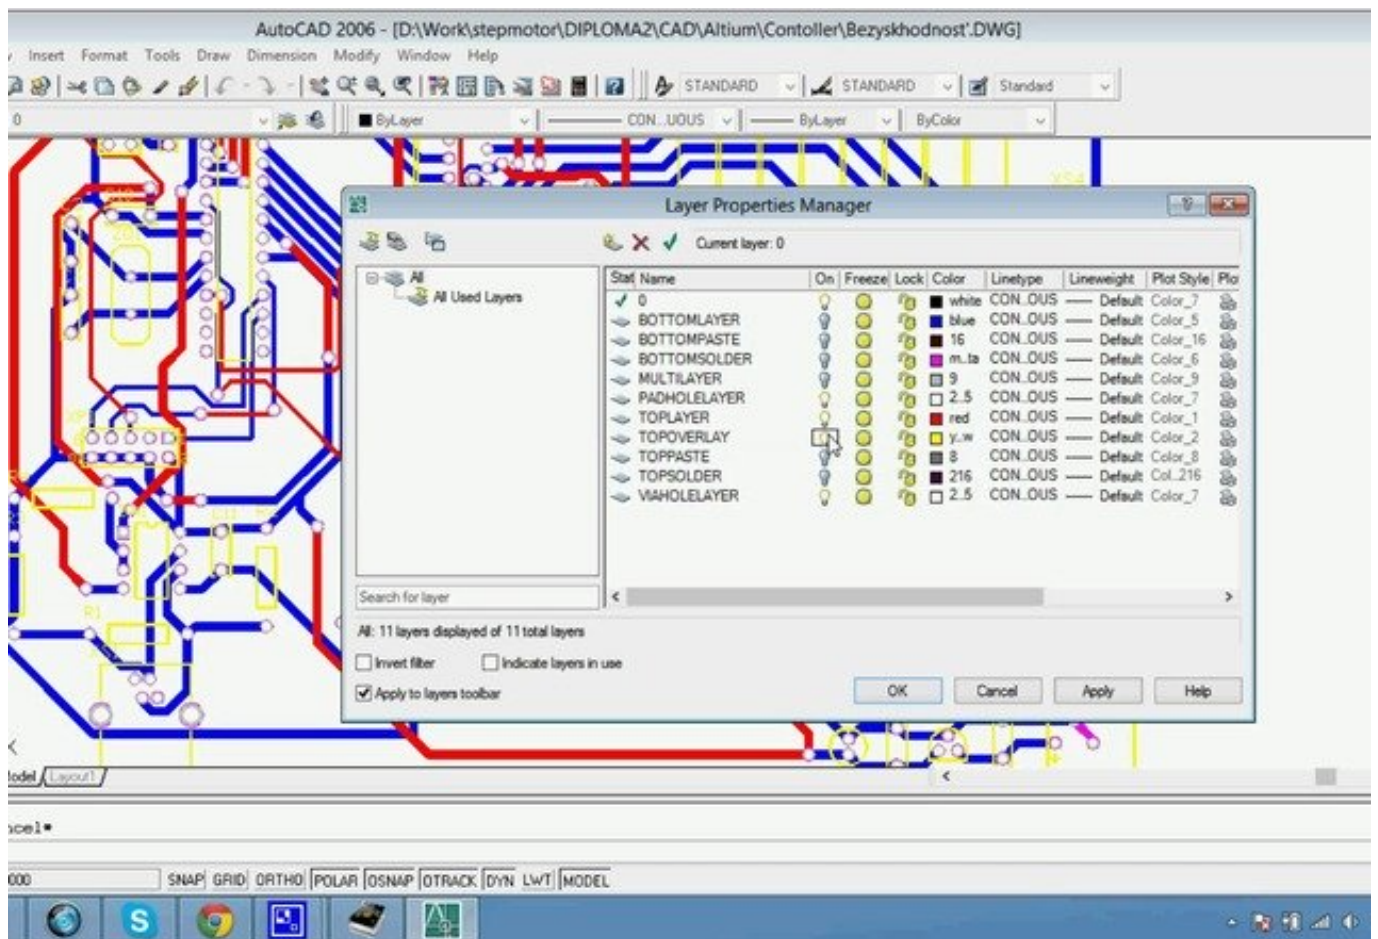 AutoCAD 2006 - [D:\Work\stepmotor\DIPLOMA2\CAD\Altium\Contoller\Bezyskhodnost'.DWG]
Insert Format Tools Draw Dimension Modify Window Help
STANDARD STANDARD Standard
0 ByLayer CON...UOUS ByLayer ByColor
XS4
Layer Properties Manager
Current layer: 0
All
All Used Layers
Stat Name On Freeze Lock Color Linetype Lineweight Plot Style Plo
0 white CON...OUS Default Color_7
BOTTOMLAYER blue CON...OUS Default Color_5
BOTTOMPASTE 16 CON...OUS Default Color_16
BOTTOMSOLDER m...ta CON...OUS Default Color_6
MULTILAYER 9 CON...OUS Default Color_9
PADHOLELAYER 2...5 CON...OUS Default Color_7
TOPLAYER red CON...OUS Default Color_1
TOPOVERLAY y...w CON...OUS Default Color_2
TOPPASTE 8 CON...OUS Default Color_8
TOPSOLDER 216 CON...OUS Default Col...216
VIAHOLELAYER 2...5 CON...OUS Default Color_7
R1
Search for layer
All: 11 layers displayed of 11 total layers
Invert filter Indicate layers in use
Apply to layers toolbar
OK Cancel Apply Help
odel Layout1
ncel*
000 SNAP GRID ORTHO POLAR OSNAP OTRACK DYN LWT MODEL